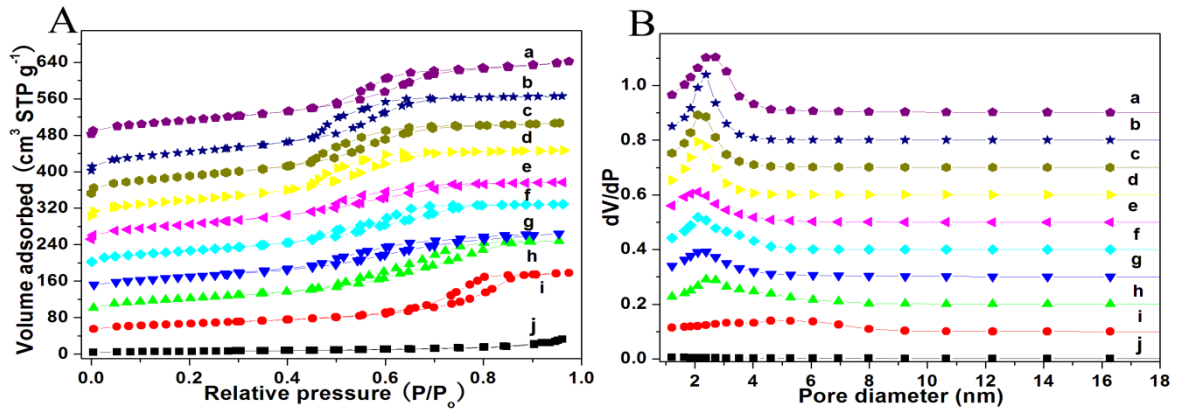 A
Volume adsorbed (cm³ STP g⁻¹)
640
560
480
400
320
240
160
80
0
a
b
c
d
e
f
g
h
i
j
0.0 0.2 0.4 0.6 0.8 1.0
Relative pressure (P/Pₒ)
B
dV/dP
1.0
0.8
0.6
0.4
0.2
0.0
a
b
c
d
e
f
g
h
i
j
2 4 6 8 10 12 14 16 18
Pore diameter (nm)